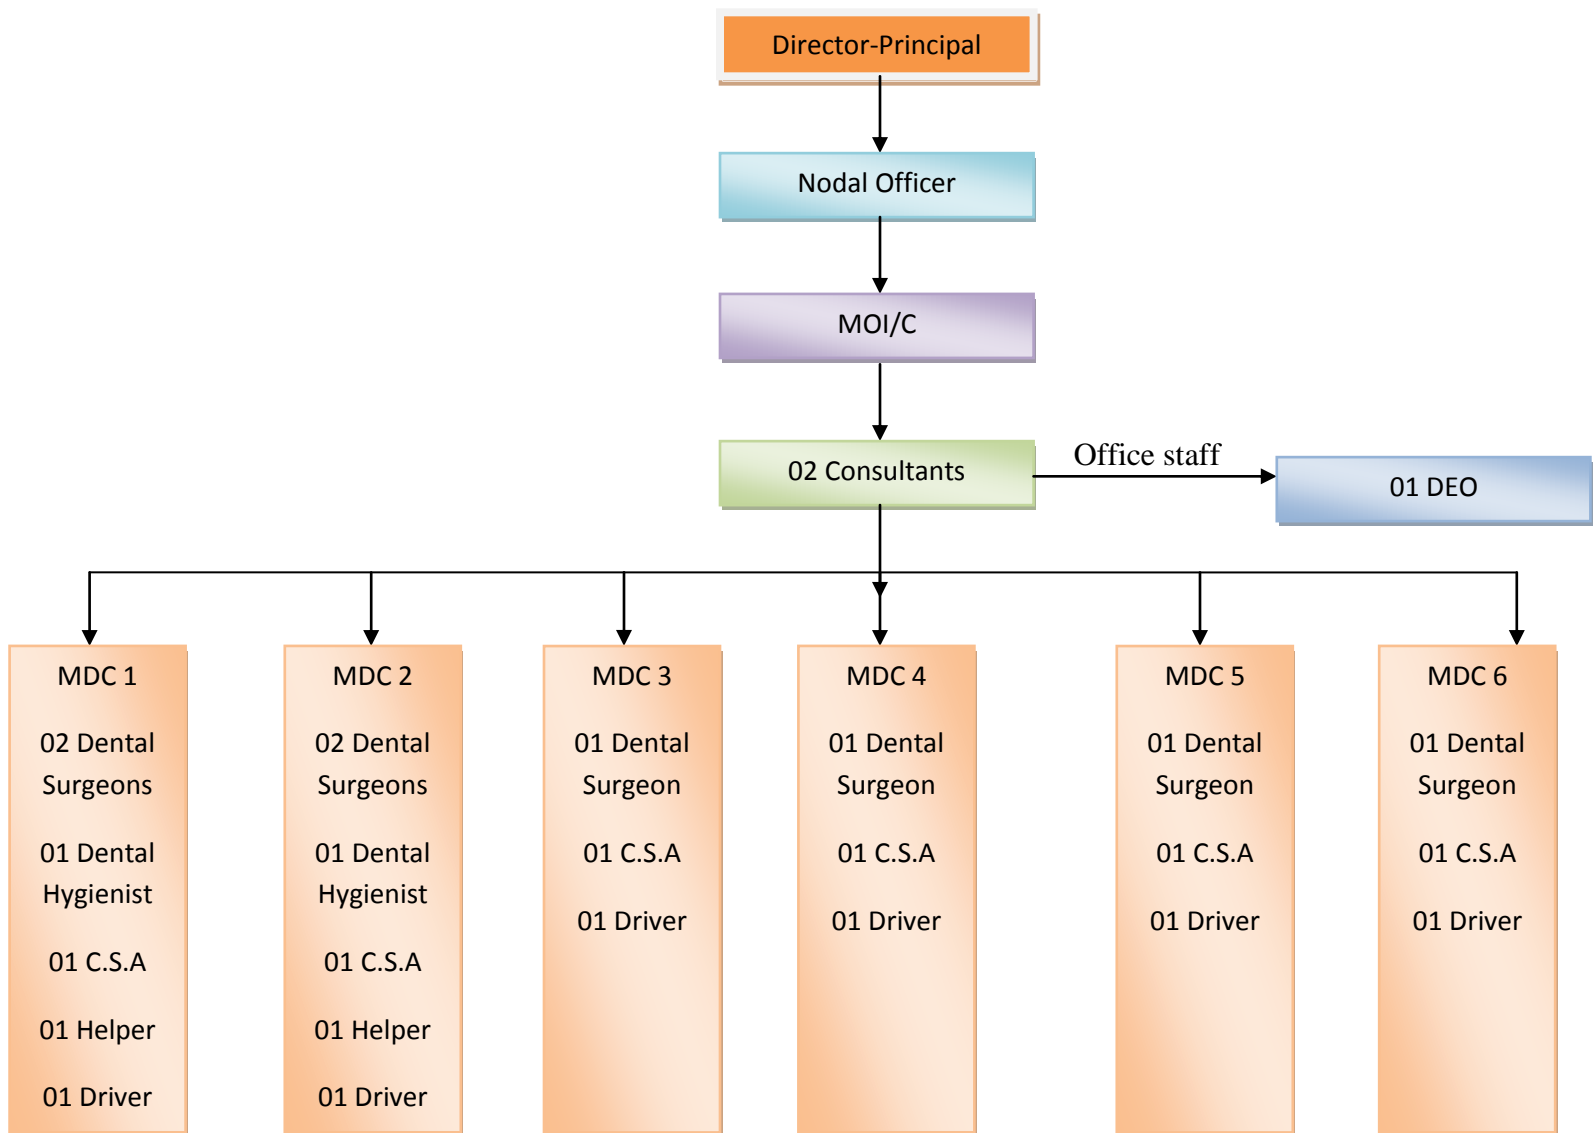 Director-Principal
Nodal Officer
MOI/C
02 Consultants
Office staff
01 DEO
MDC 1
02 Dental
Surgeons
01 Dental
Hygienist
01 C.S.A
01 Helper
01 Driver
MDC 2
02 Dental
Surgeons
01 Dental
Hygienist
01 C.S.A
01 Helper
01 Driver
MDC 3
01 Dental
Surgeon
01 C.S.A
01 Driver
MDC 4
01 Dental
Surgeon
01 C.S.A
01 Driver
MDC 5
01 Dental
Surgeon
01 C.S.A
01 Driver
MDC 6
01 Dental
Surgeon
01 C.S.A
01 Driver